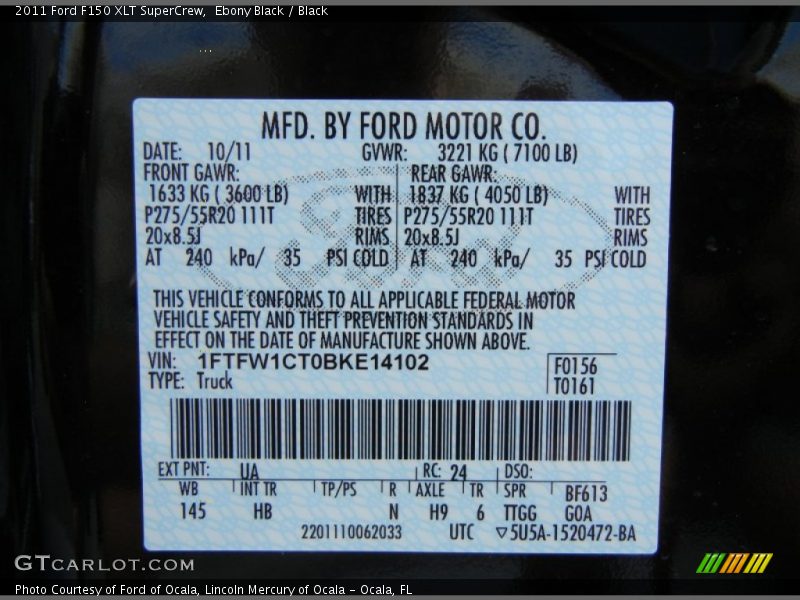 2011 Ford F150 XLT SuperCrew,  Ebony Black / Black
MFD. BY FORD MOTOR CO.
DATE: 10/11 GVWR: 3221 KG ( 7100 LB)
FRONT GAWR: REAR GAWR:
1633 KG ( 3600 LB) WITH 1837 KG ( 4050 LB) WITH
P275/55R20 111T TIRES P275/55R20 111T TIRES
20x8.5J RIMS 20x8.5J RIMS
AT 240 kPa/ 35 PSI COLD AT 240 kPa/ 35 PSI COLD
THIS VEHICLE CONFORMS TO ALL APPLICABLE FEDERAL MOTOR
VEHICLE SAFETY AND THEFT PREVENTION STANDARDS IN
EFFECT ON THE DATE OF MANUFACTURE SHOWN ABOVE.
VIN: 1FTFW1CT0BKE14102 F0156
TYPE: Truck T0161
EXT PNT: UA RC: 24 DSO:
WB INT TR TP/PS R AXLE TR SPR BF613
145 HB N H9 6 TTGG GOA
2201110062033 UTC ▽5U5A-1520472-BA
GTCARLOT.COM
Photo Courtesy of Ford of Ocala, Lincoln Mercury of Ocala – Ocala, FL